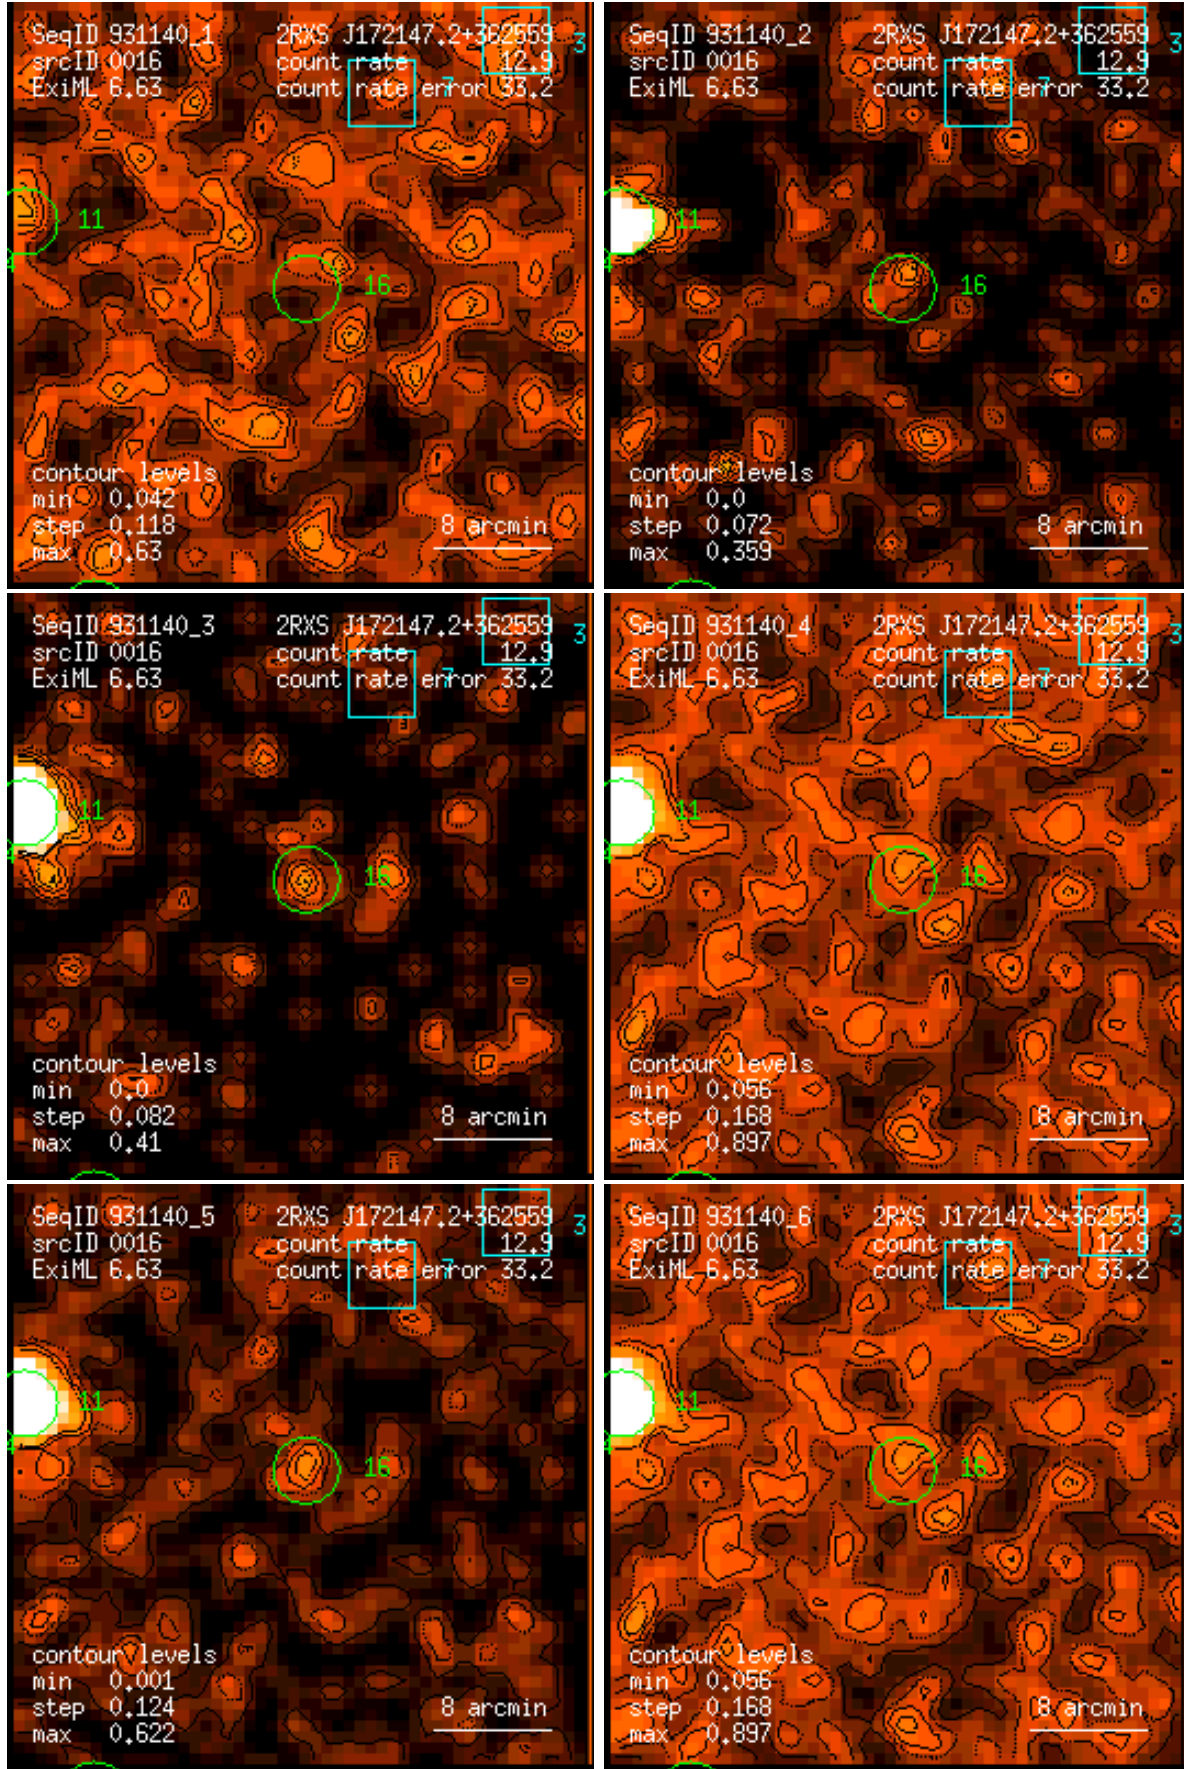 SeqID 931140_1 2RXS J172147.2+362559
srcID 0016 count rate 12.9
ExiML 6.63 count rate error 33.2
3
7
11
4
16
contour levels
min 0.042
step 0.118
max 0.63
8 arcmin
SeqID 931140_2 2RXS J172147.2+362559
srcID 0016 count rate 12.9
ExiML 6.63 count rate error 33.2
3
7
11
4
16
contour levels
min 0.0
step 0.072
max 0.359
8 arcmin
SeqID 931140_3 2RXS J172147.2+362559
srcID 0016 count rate 12.9
ExiML 6.63 count rate error 33.2
3
7
11
4
16
contour levels
min 0.0
step 0.082
max 0.41
8 arcmin
SeqID 931140_4 2RXS J172147.2+362559
srcID 0016 count rate 12.9
ExiML 6.63 count rate error 33.2
3
7
11
4
16
contour levels
min 0.056
step 0.168
max 0.897
8 arcmin
SeqID 931140_5 2RXS J172147.2+362559
srcID 0016 count rate 12.9
ExiML 6.63 count rate error 33.2
3
7
11
4
16
contour levels
min 0.001
step 0.124
max 0.622
8 arcmin
SeqID 931140_6 2RXS J172147.2+362559
srcID 0016 count rate 12.9
ExiML 6.63 count rate error 33.2
3
7
11
4
16
contour levels
min 0.056
step 0.168
max 0.897
8 arcmin